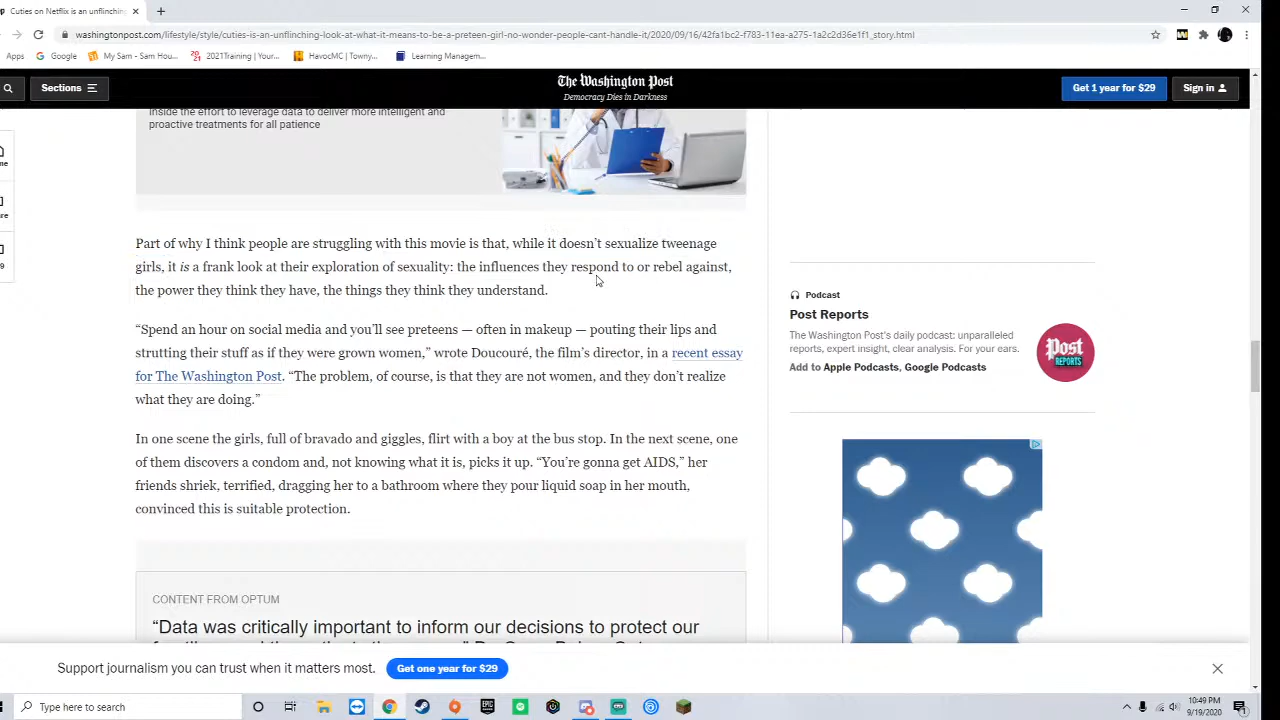 Cuties on Netflix is an unflinching
washingtonpost.com/lifestyle/style/cuties-is-an-unflinching-look-at-what-it-means-to-be-a-preteen-girl-no-wonder-people-cant-handle-it/2020/09/16/42fa1bc2-f783-11ea-a275-1a2c2d36e1f1_story.html
Apps Google My Sam - Sam Hou... 2021Training | Your... HavocMC | Towny... Learning Managem...
Sections The Washington Post Get 1 year for $29 Sign in
Democracy Dies in Darkness
Inside the effort to leverage data to deliver more intelligent and
proactive treatments for all patience
Part of why I think people are struggling with this movie is that, while it doesn't sexualize tweenage
girls, it is a frank look at their exploration of sexuality: the influences they respond to or rebel against,
the power they think they have, the things they think they understand.
“Spend an hour on social media and you'll see preteens — often in makeup — pouting their lips and
strutting their stuff as if they were grown women,” wrote Doucouré, the film's director, in a recent essay
for The Washington Post. “The problem, of course, is that they are not women, and they don't realize
what they are doing.”
In one scene the girls, full of bravado and giggles, flirt with a boy at the bus stop. In the next scene, one
of them discovers a condom and, not knowing what it is, picks it up. “You're gonna get AIDS,” her
friends shriek, terrified, dragging her to a bathroom where they pour liquid soap in her mouth,
convinced this is suitable protection.
CONTENT FROM OPTUM
“Data was critically important to inform our decisions to protect our
Podcast
Post Reports
The Washington Post's daily podcast: unparalleled
reports, expert insight, clear analysis. For your ears.
Add to Apple Podcasts, Google Podcasts
Post
REPORTS
Support journalism you can trust when it matters most. Get one year for $29
Type here to search
10:49 PM
9/19/2020